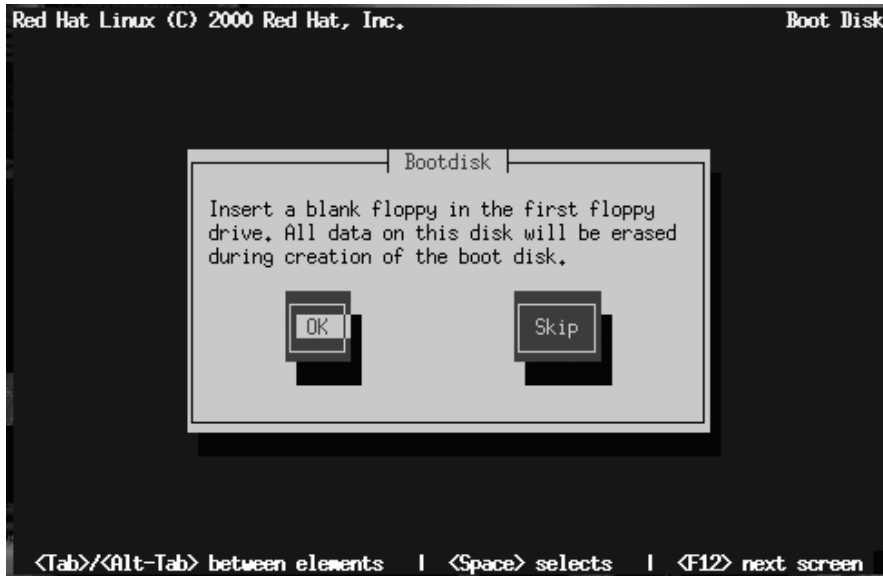 Red Hat Linux (C) 2000 Red Hat, Inc. Boot Disk
Bootdisk
Insert a blank floppy in the first floppy
drive. All data on this disk will be erased
during creation of the boot disk.
OK Skip
<Tab>/<Alt-Tab> between elements | <Space> selects | <F12> next screen